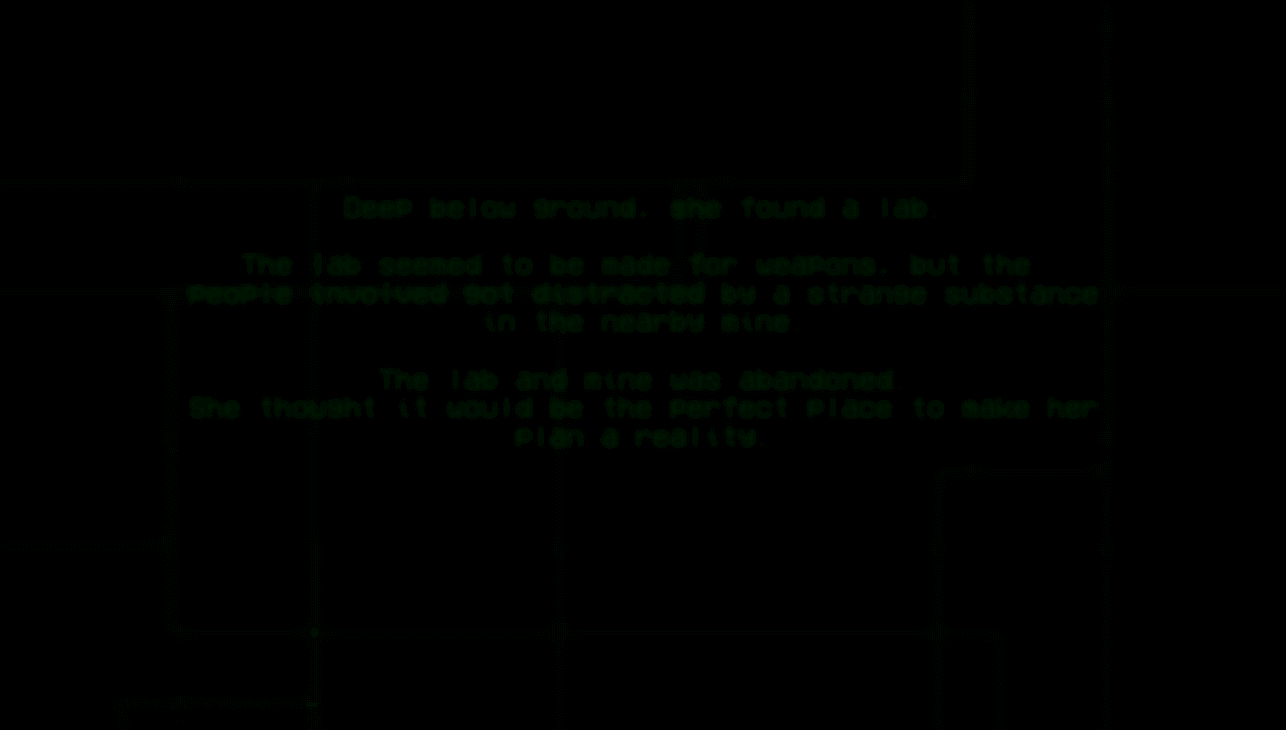 Deep below ground, she found a lab
The lab seemed to be made for weapons, but the
people involved got distracted by a strange substance
in the nearby mine.
The lab and mine was abandoned.
She thought it would be the perfect place to make her
plan a reality.